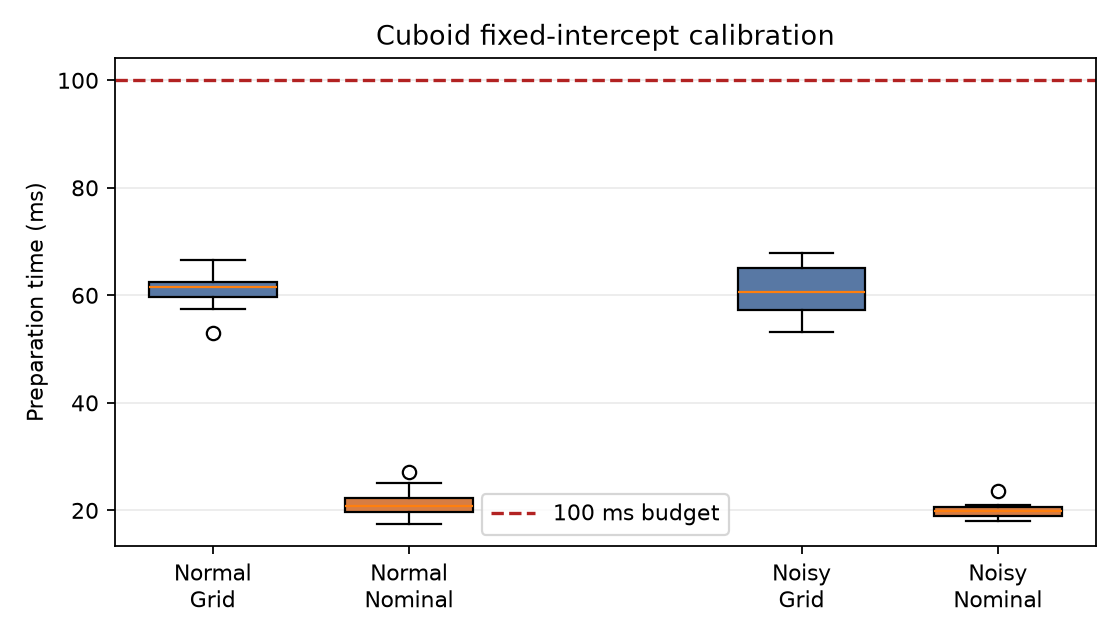 Cuboid fixed-intercept calibration
Preparation time (ms)
100
80
60
40
20
100 ms budget
Normal
Grid
Normal
Nominal
Noisy
Grid
Noisy
Nominal